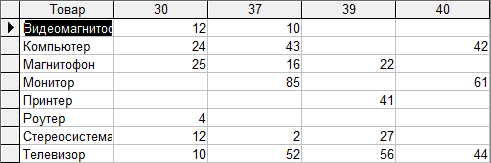 Товар 30 37 39 40
Видеомагнитос 12 10
Компьютер 24 43 42
Магнитофон 25 16 22
Монитор 85 61
Принтер 41
Роутер 4
Стереосистема 12 2 27
Телевизор 10 52 56 44